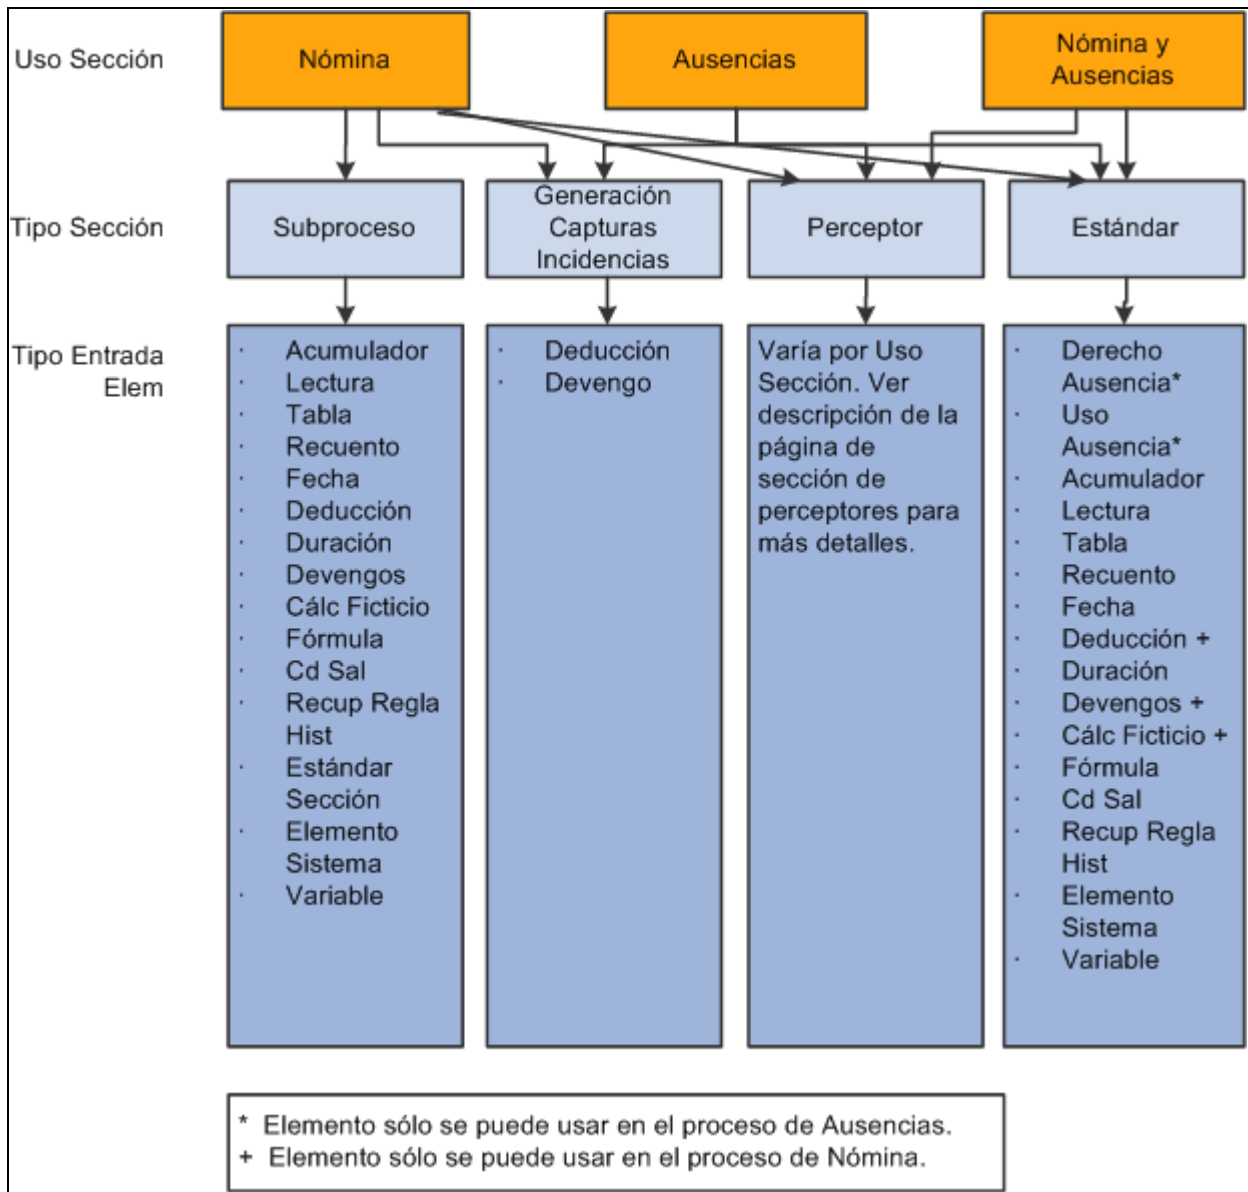 Uso Sección
Nómina
Ausencias
Nómina y
Ausencias
Tipo Sección
Subproceso
Generación
Capturas
Incidencias
Perceptor
Estándar
Tipo Entrada
Elem
· Acumulador
· Lectura
· Tabla
· Recuento
· Fecha
· Deducción
· Duración
· Devengos
· Cálc Ficticio
· Fórmula
· Cd Sal
· Recup Regla
Hist
· Estándar
Sección
· Elemento
Sistema
· Variable
· Deducción
· Devengo
Varía por Uso
Sección. Ver
descripción de la
página de
sección de
perceptores para
más detalles.
· Derecho
Ausencia*
· Uso
Ausencia*
· Acumulador
· Lectura
· Tabla
· Recuento
· Fecha
· Deducción +
· Duración
· Devengos +
· Cálc Ficticio +
· Fórmula
· Cd Sal
· Recup Regla
Hist
· Elemento
Sistema
· Variable
* Elemento sólo se puede usar en el proceso de Ausencias.
+ Elemento sólo se puede usar en el proceso de Nómina.